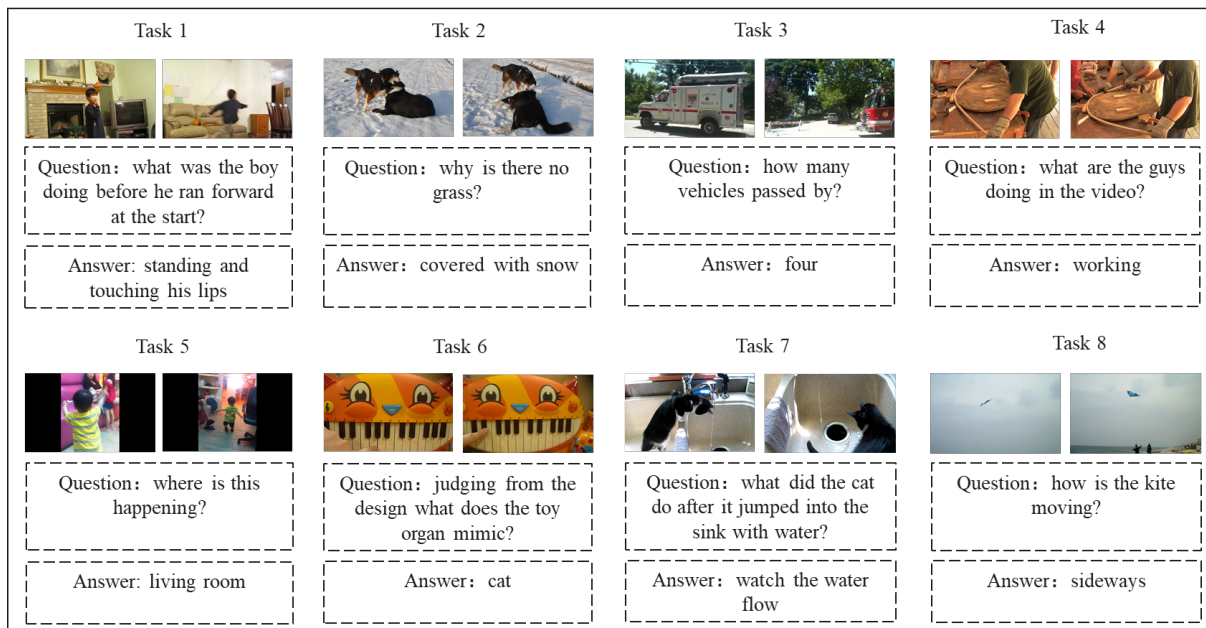 Task 1
Task 2
Task 3
Task 4
Question: what was the boy
doing before he ran forward
at the start?
Question: why is there no
grass?
Question: how many
vehicles passed by?
Question: what are the guys
doing in the video?
Answer: standing and
touching his lips
Answer: covered with snow
Answer: four
Answer: working
Task 5
Task 6
Task 7
Task 8
Question: where is this
happening?
Question: judging from the
design what does the toy
organ mimic?
Question: what did the cat
do after it jumped into the
sink with water?
Question: how is the kite
moving?
Answer: living room
Answer: cat
Answer: watch the water
flow
Answer: sideways